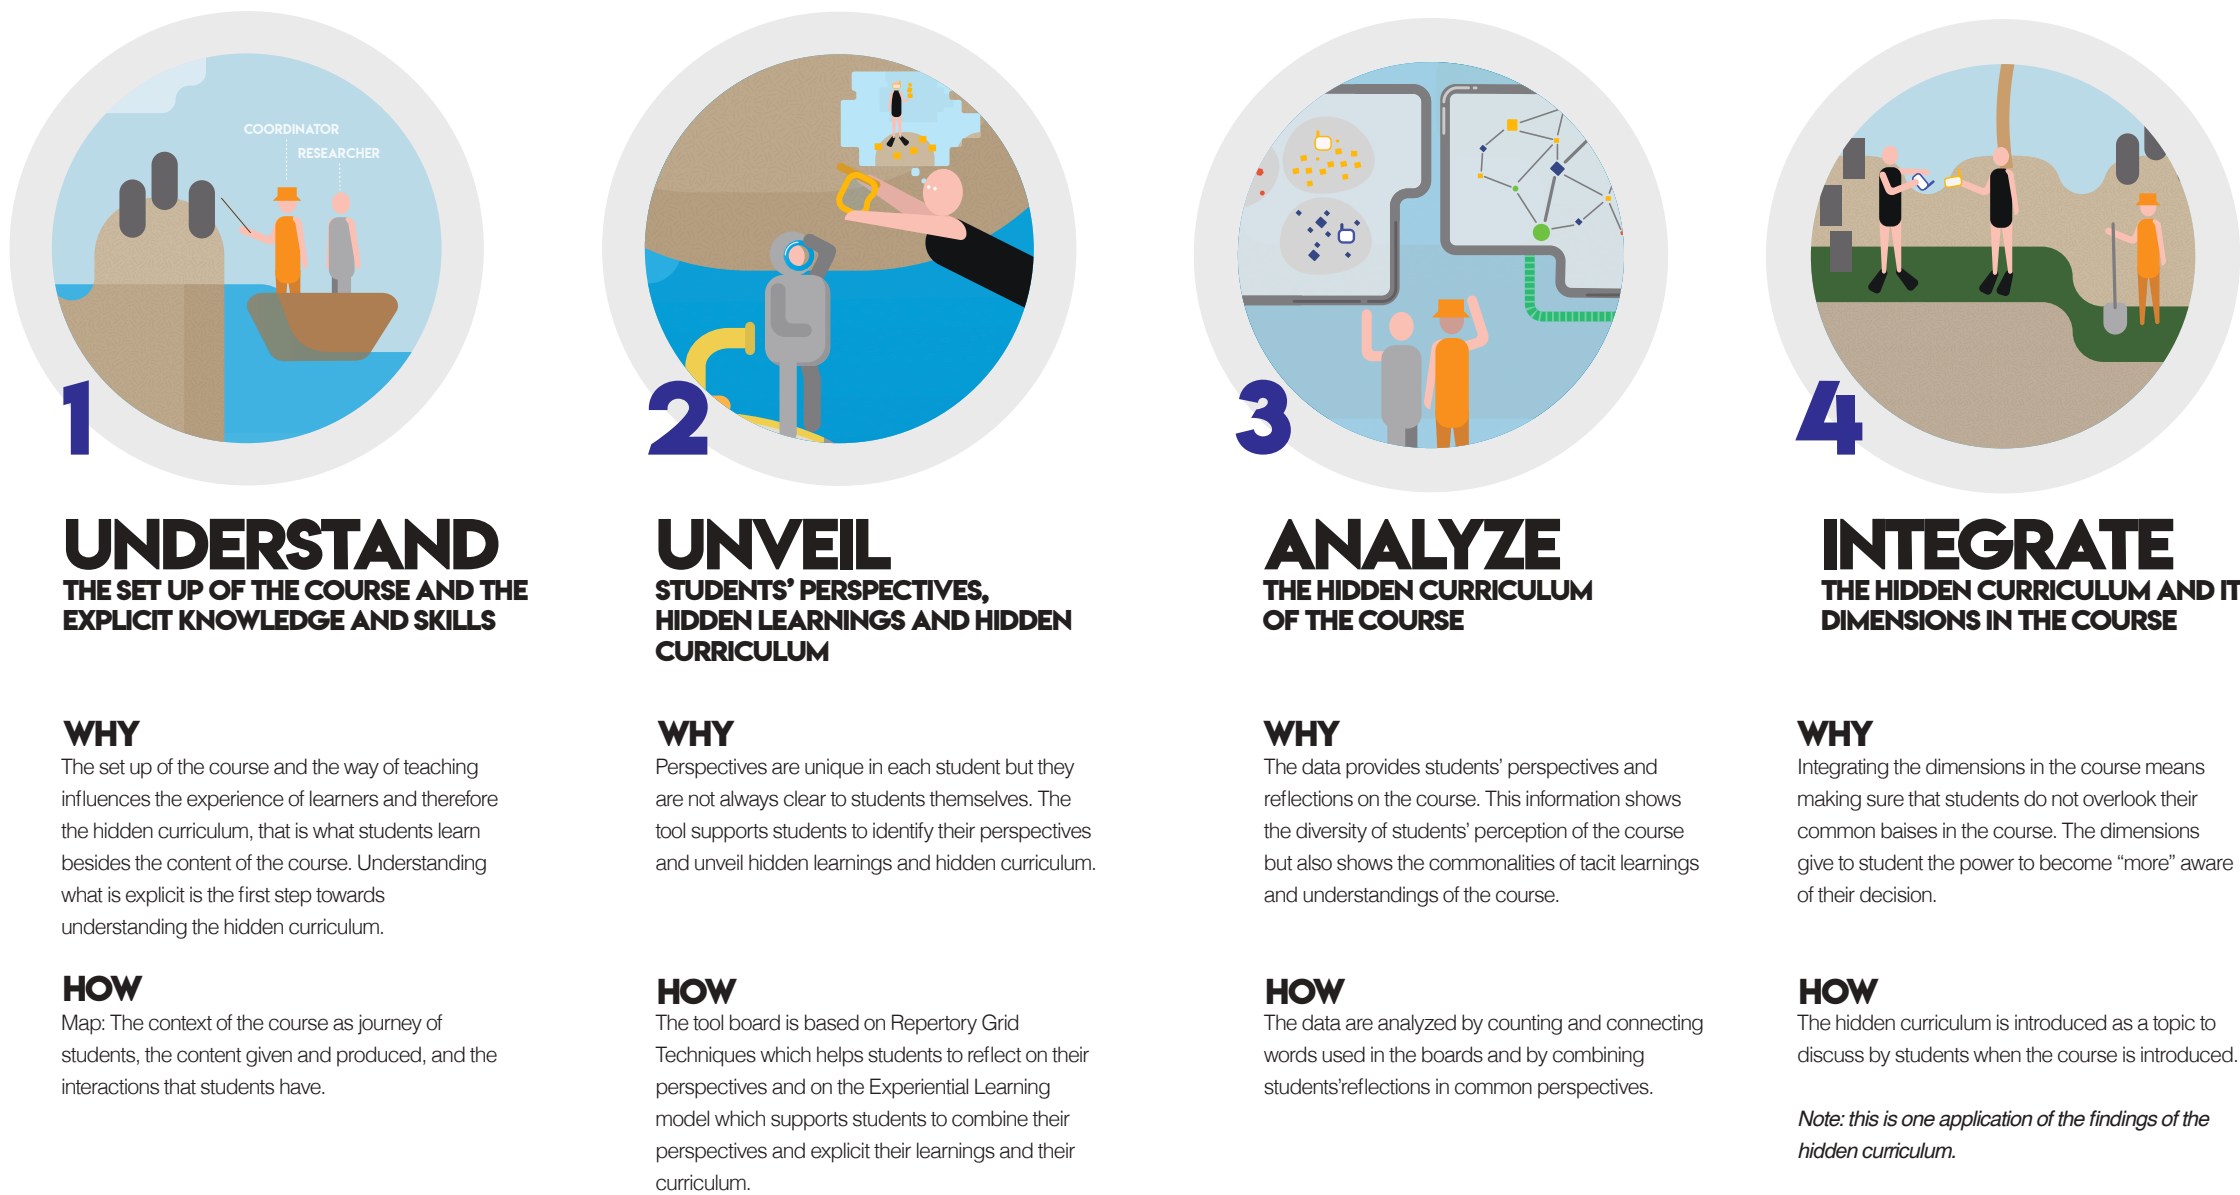 COORDINATOR
RESEARCHER
1
UNDERSTAND
THE SET UP OF THE COURSE AND THE
EXPLICIT KNOWLEDGE AND SKILLS
WHY
The set up of the course and the way of teaching
influences the experience of learners and therefore
the hidden curriculum, that is what students learn
besides the content of the course. Understanding
what is explicit is the first step towards
understanding the hidden curriculum.
HOW
Map: The context of the course as journey of
students, the content given and produced, and the
interactions that students have.
2
UNVEIL
STUDENTS’ PERSPECTIVES,
HIDDEN LEARNINGS AND HIDDEN
CURRICULUM
WHY
Perspectives are unique in each student but they
are not always clear to students themselves. The
tool supports students to identify their perspectives
and unveil hidden learnings and hidden curriculum.
HOW
The tool board is based on Repertory Grid
Techniques which helps students to reflect on their
perspectives and on the Experiential Learning
model which supports students to combine their
perspectives and explicit their learnings and their
curriculum.
3
ANALYZE
THE HIDDEN CURRICULUM
OF THE COURSE
WHY
The data provides students’ perspectives and
reflections on the course. This information shows
the diversity of students’ perception of the course
but also shows the commonalities of tacit learnings
and understandings of the course.
HOW
The data are analyzed by counting and connecting
words used in the boards and by combining
students’reflections in common perspectives.
4
INTEGRATE
THE HIDDEN CURRICULUM AND IT
DIMENSIONS IN THE COURSE
WHY
Integrating the dimensions in the course means
making sure that students do not overlook their
common baises in the course. The dimensions
give to student the power to become “more” aware
of their decision.
HOW
The hidden curriculum is introduced as a topic to
discuss by students when the course is introduced.
Note: this is one application of the findings of the
hidden curriculum.